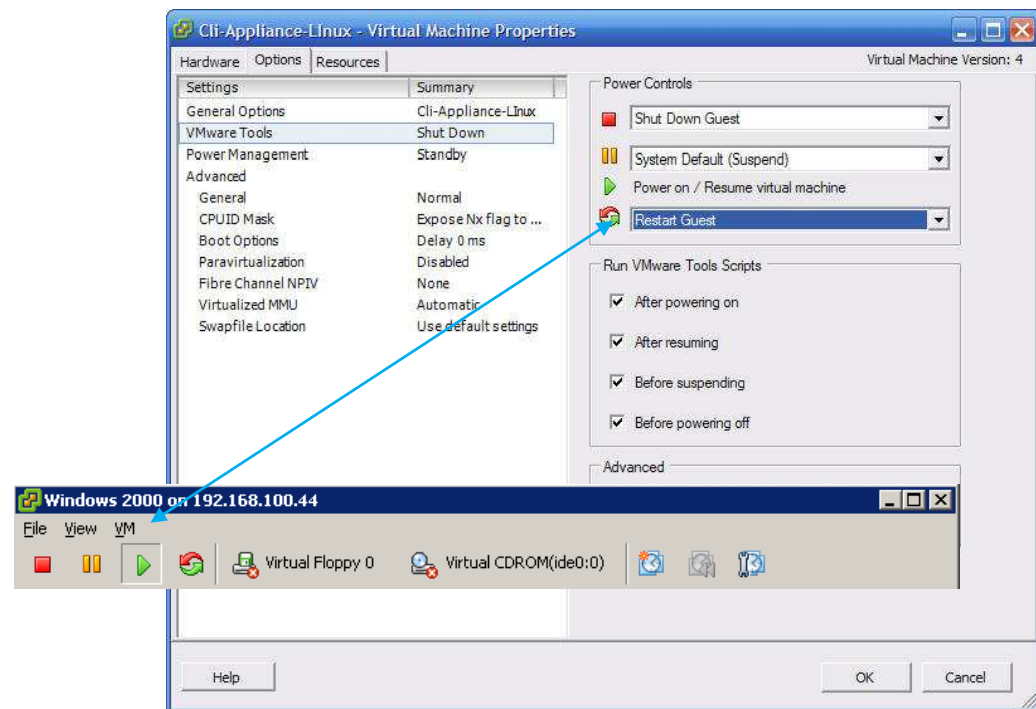 Cli-Appliance-LInux - Virtual Machine Properties
Hardware Options Resources Virtual Machine Version: 4
Settings Summary
General Options Cli-Appliance-LInux
VMware Tools Shut Down
Power Management Standby
Advanced
General Normal
CPUID Mask Expose Nx flag to ...
Boot Options Delay 0 ms
Paravirtualization Disabled
Fibre Channel NPIV None
Virtualized MMU Automatic
Swapfile Location Use default settings
Power Controls
Shut Down Guest
System Default (Suspend)
Power on / Resume virtual machine
Restart Guest
Run VMware Tools Scripts
After powering on
After resuming
Before suspending
Before powering off
Advanced
Windows 2000 on 192.168.100.44
File View VM
Virtual Floppy 0 Virtual CDROM(ide0:0)
Help OK Cancel